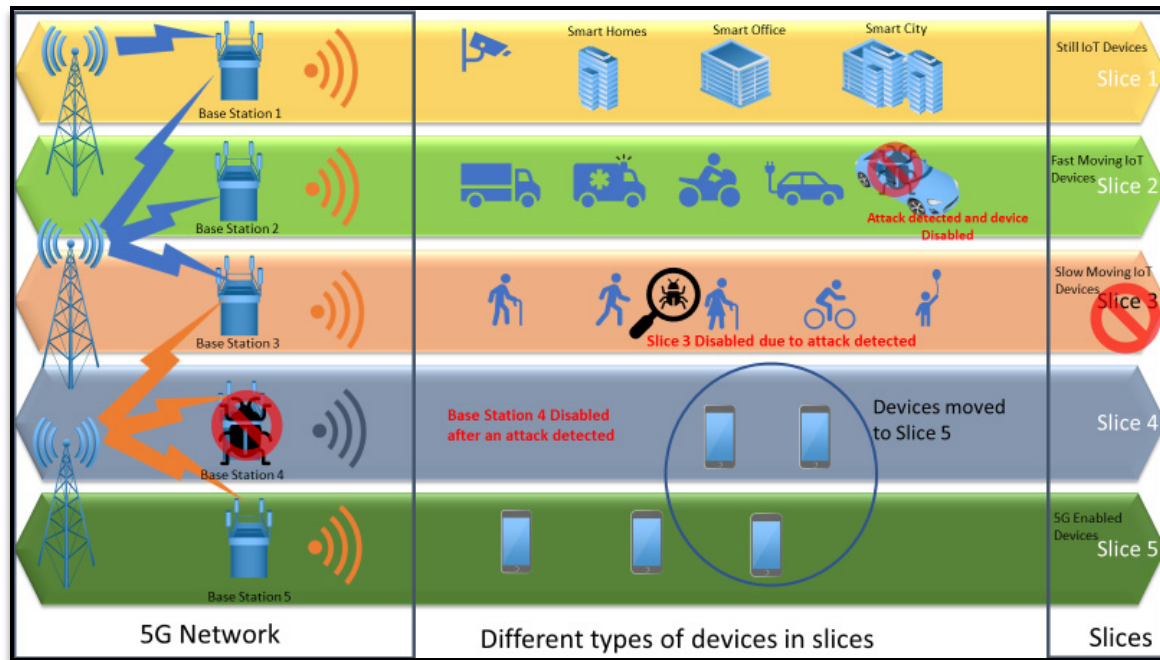 Smart Homes
Smart Office
Smart City
Still IoT Devices
Slice 1
Base Station 1
Fast Moving IoT
Devices
Slice 2
Base Station 2
Attack detected and device
Disabled
Slow Moving IoT
Devices
Slice 3
Base Station 3
Slice 3 Disabled due to attack detected
Base Station 4 Disabled
after an attack detected
Devices moved
to Slice 5
Slice 4
Base Station 4
5G Enabled
Devices
Slice 5
Base Station 5
5G Network
Different types of devices in slices
Slices